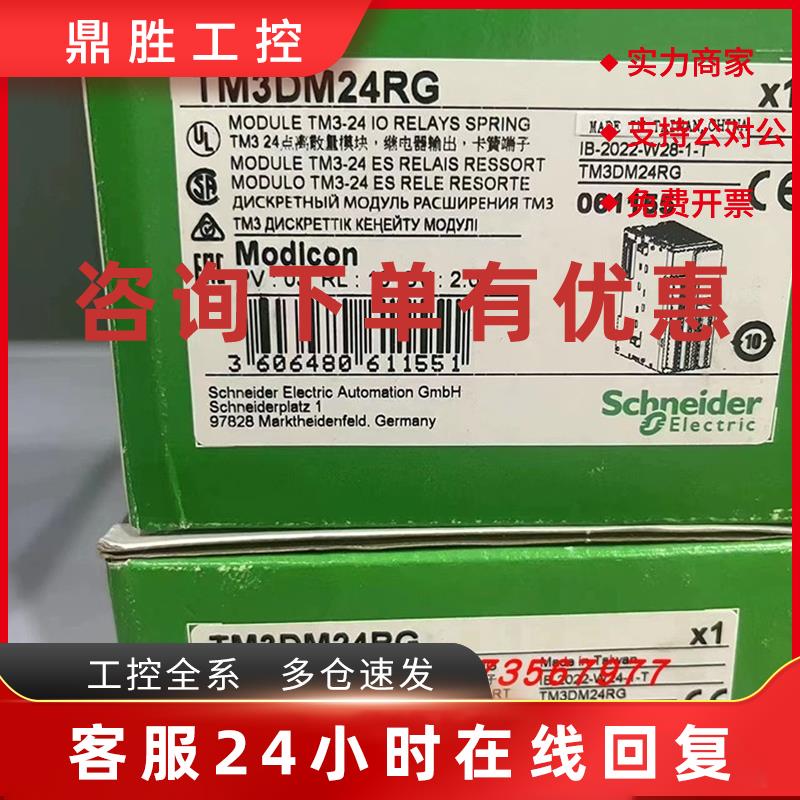 鼎胜工控
实力商家
支持公对公
免费开票
TM3DM24RG
x1
MODULE TM3-24 IO RELAYS SPRING
TM3 24点离散量模块，继电器输出，卡簧端子
MODULE TM3-24 ES RELAIS RESSORT
MODULO TM3-24 ES RELE RESORTE
ДИСКРЕТНЫЙ МОДУЛЬ РАСШИРЕНИЯ TM3
TM3 ДИСКРЕТТІК КЕҢЕЙТУ МОДУЛІ
IB-2022-W28-1-T
TM3DM24RG
Modicon
咨询下单有优惠
3 606480 611551
10
Schneider Electric Automation GmbH
Schneiderplatz 1
97828 Marktheidenfeld, Germany
Schneider
Electric
TM3DM24RG
x1
Made in Taiwan
3567977
TM3DM24RG
工控全系 多仓速发
客服24小时在线回复